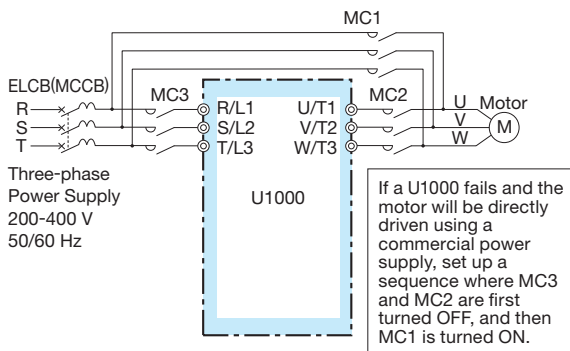 MC1
ELCB(MCCB)
MC3
MC2
R
S
T
R/L1
S/L2
T/L3
U/T1
V/T2
W/T3
U
V
W
Motor
M
U1000
Three-phase
Power Supply
200-400 V
50/60 Hz
If a U1000 fails and the
motor will be directly
driven using a
commercial power
supply, set up a
sequence where MC3
and MC2 are first
turned OFF, and then
MC1 is turned ON.